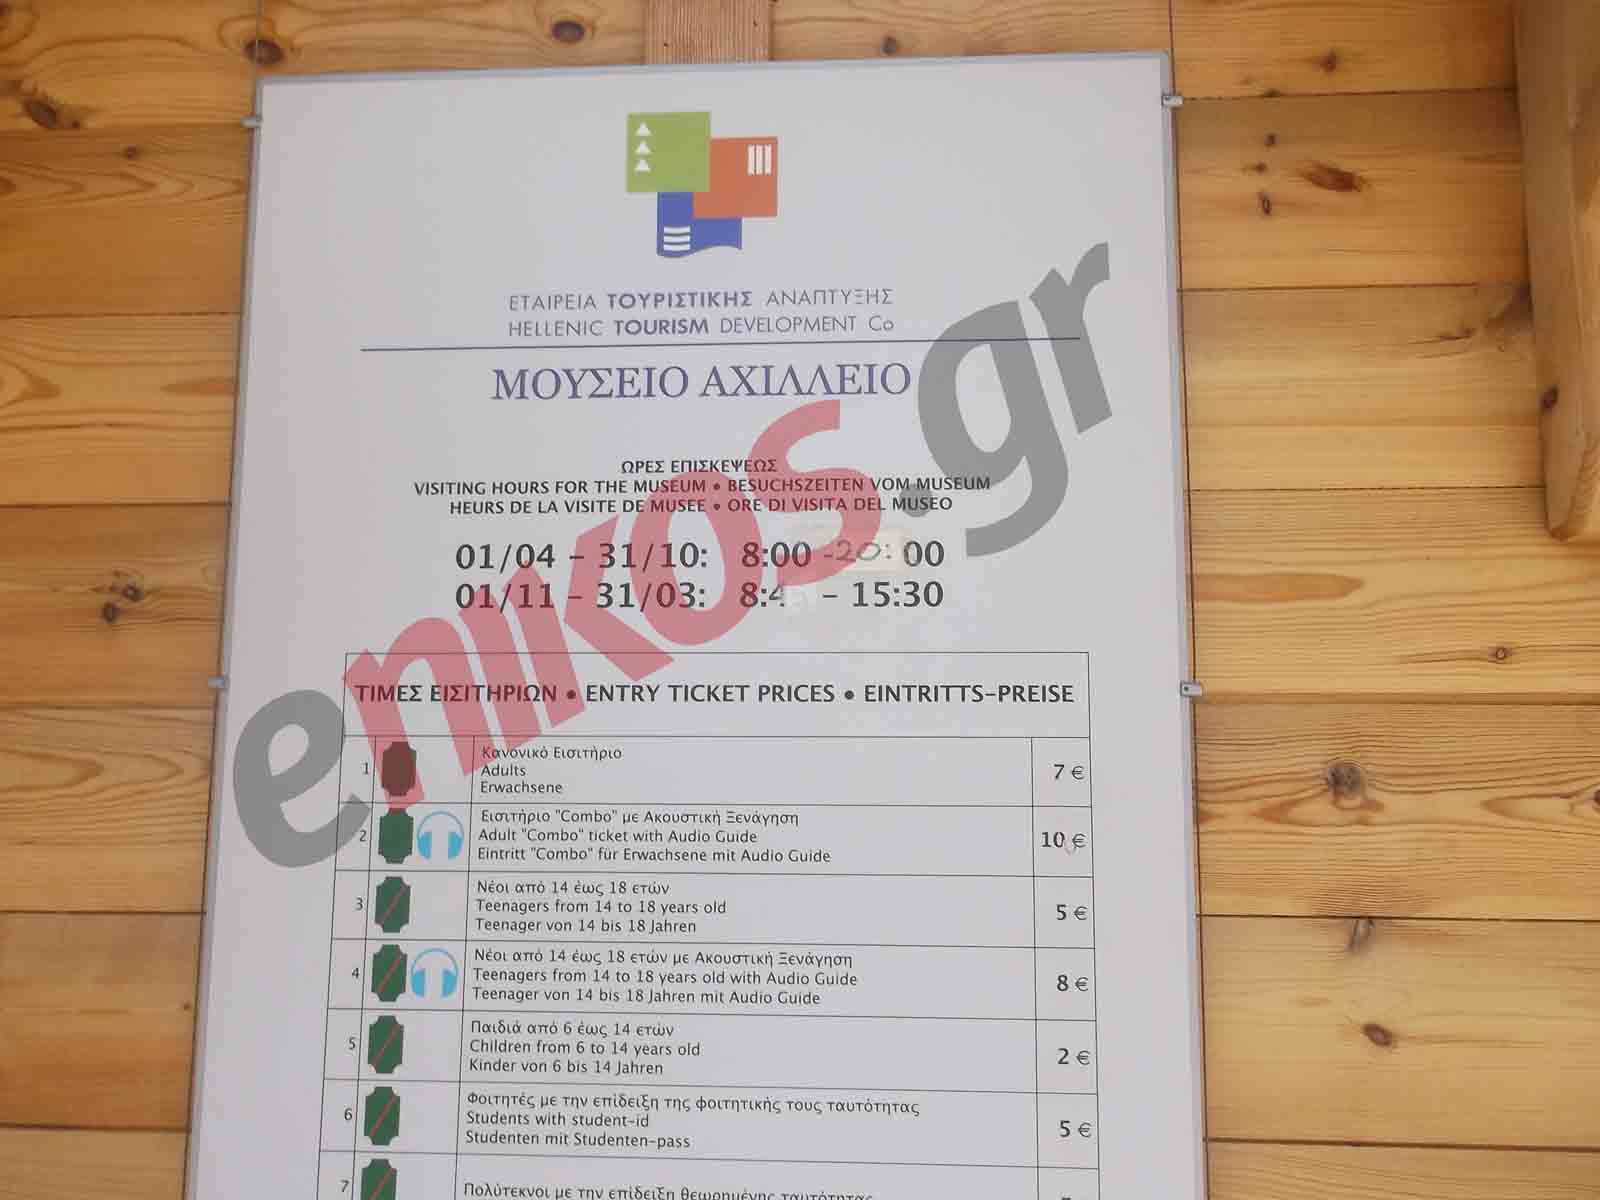 ΕΤΑΙΡΕΙΑ ΤΟΥΡΙΣΤΙΚΗΣ ΑΝΑΠΤΥΞΗΣ
HELLENIC TOURISM DEVELOPMENT Co
ΜΟΥΣΕΙΟ ΑΧΙΛΛΕΙΟ
ΩΡΕΣ ΕΠΙΣΚΕΨΕΩΣ
VISITING HOURS FOR THE MUSEUM • BESUCHSZEITEN VOM MUSEUM
HEURS DE LA VISITE DE MUSEE • ORE DI VISITA DEL MUSEO
01/04 – 31/10: 8:00 -20:00
01/11 – 31/03: – 15:30
enikos.gr
ΤΙΜΕΣ ΕΙΣΙΤΗΡΙΩΝ • ENTRY TICKET PRICES • EINTRITTS-PREISE
1
Κανονικό Εισιτήριο
Adults
Erwachsene
7 €
2
Εισιτήριο "Combo" με Ακουστική Ξενάγηση
Adult "Combo" ticket with Audio Guide
Eintritt "Combo" für Erwachsene mit Audio Guide
10 €
3
Νέοι από 14 έως 18 ετών
Teenagers from 14 to 18 years old
Teenager von 14 bis 18 Jahren
5 €
4
Νέοι από 14 έως 18 ετών με Ακουστική Ξενάγηση
Teenagers from 14 to 18 years old with Audio Guide
Teenager von 14 bis 18 Jahren mit Audio Guide
8 €
5
Παιδιά από 6 έως 14 ετών
Children from 6 to 14 years old
Kinder von 6 bis 14 Jahren
2 €
6
Φοιτητές με την επίδειξη της φοιτητικής τους ταυτότητας
Students with student-id
Studenten mit Studenten-pass
5 €
7
Πολύτεκνοι με την επίδειξη θεωρημένης ταυτότητας